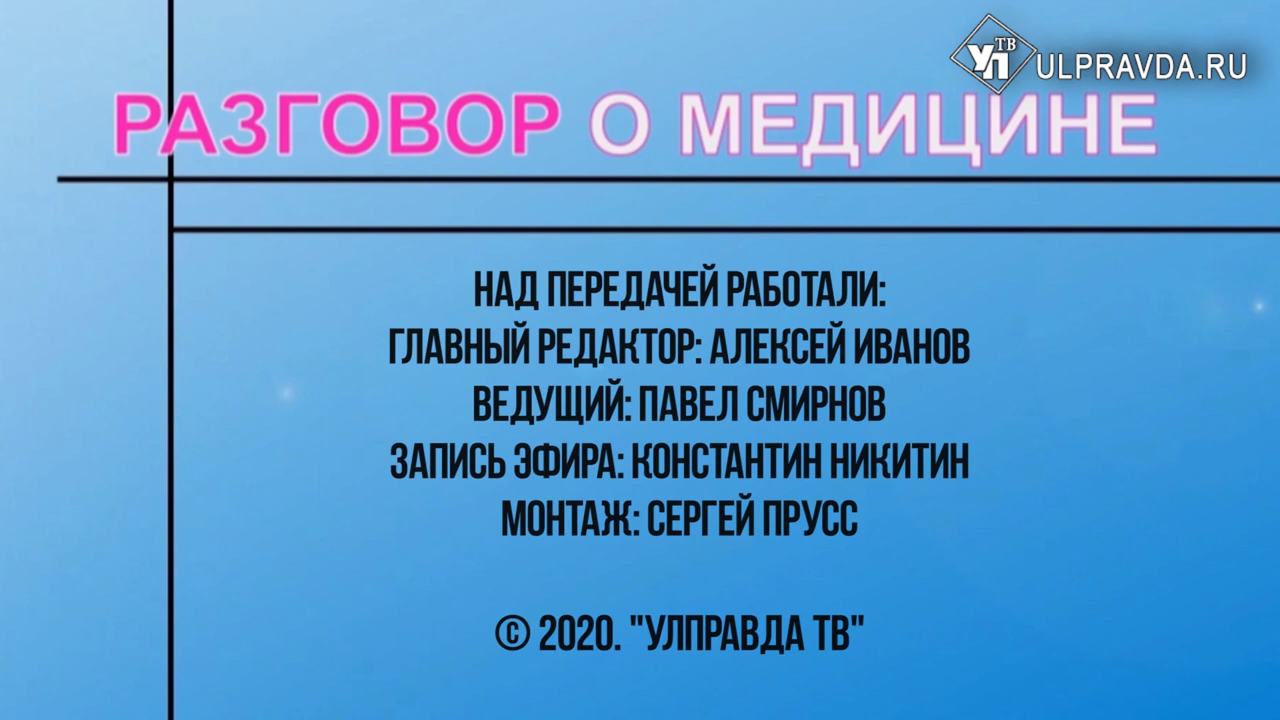 УП ТВ ULPRAVDA.RU
РАЗГОВОР О МЕДИЦИНЕ
НАД ПЕРЕДАЧЕЙ РАБОТАЛИ:
ГЛАВНЫЙ РЕДАКТОР: АЛЕКСЕЙ ИВАНОВ
ВЕДУЩИЙ: ПАВЕЛ СМИРНОВ
ЗАПИСЬ ЭФИРА: КОНСТАНТИН НИКИТИН
МОНТАЖ: СЕРГЕЙ ПРУСС
© 2020. "УЛПРАВДА ТВ"